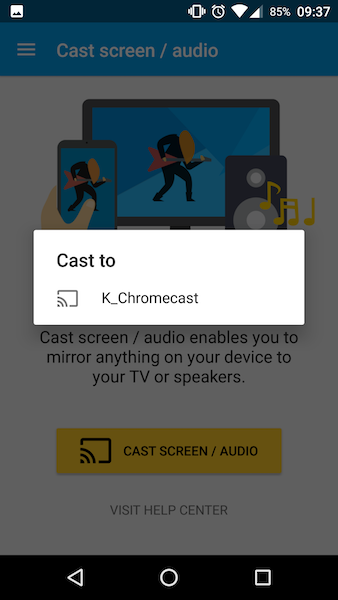 85% 09:37
Cast screen / audio
Cast to
K_Chromecast
Cast screen / audio enables you to
mirror anything on your device to
your TV or speakers.
CAST SCREEN / AUDIO
VISIT HELP CENTER